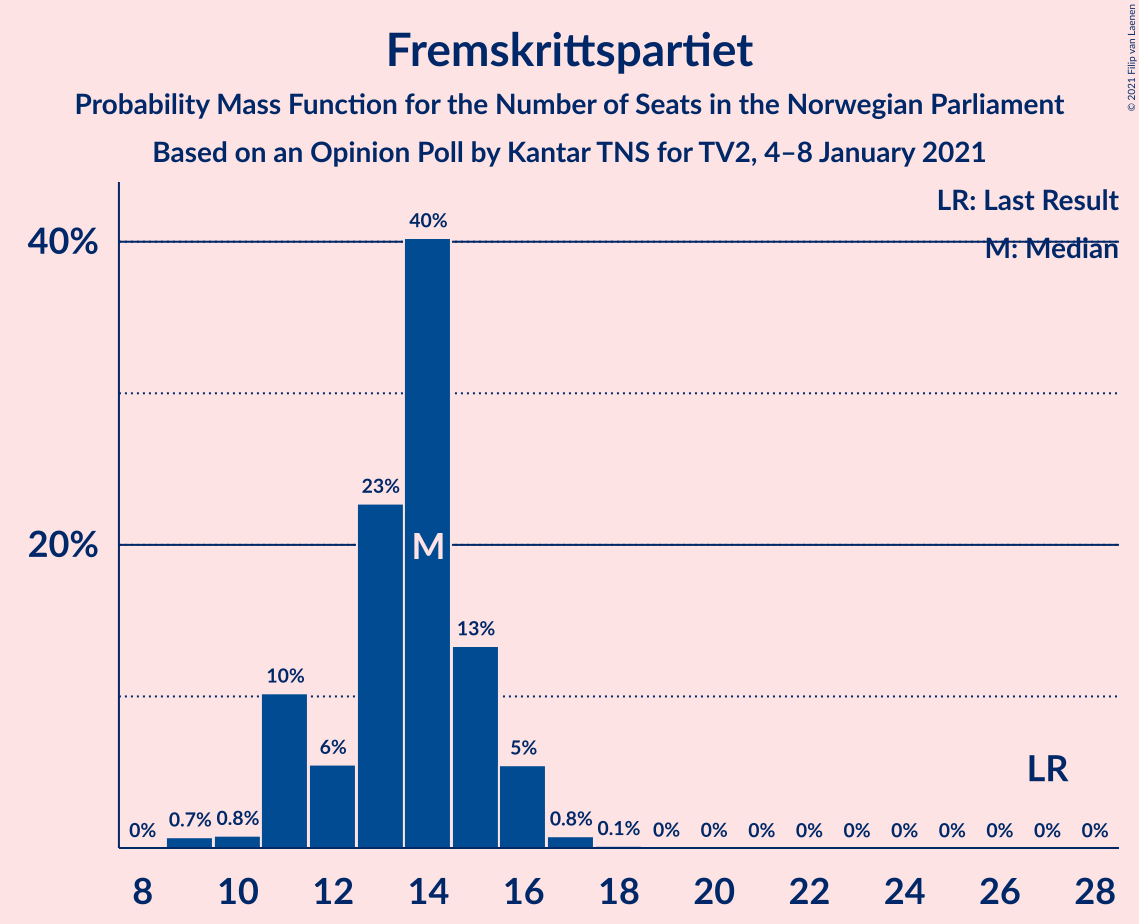 Fremskrittspartiet
Probability Mass Function for the Number of Seats in the Norwegian Parliament
Based on an Opinion Poll by Kantar TNS for TV2, 4–8 January 2021
© 2021 Filip van Laenen
LR: Last Result
M: Median
40%
20%
0% 0.7% 0.8% 10% 6% 23% 40% 13% 5% 0.8% 0.1% 0% 0% 0% 0% 0% 0% 0% 0% 0% 0%
M
LR
8 10 12 14 16 18 20 22 24 26 28